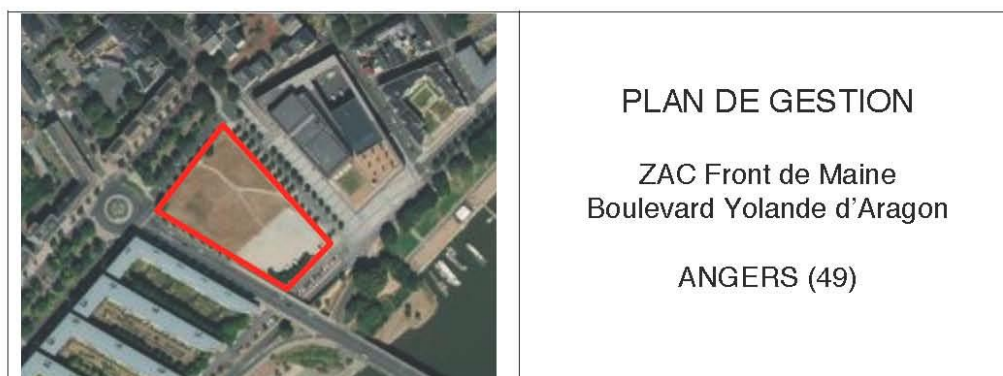 PLAN DE GESTION
ZAC Front de Maine
Boulevard Yolande d'Aragon
ANGERS (49)